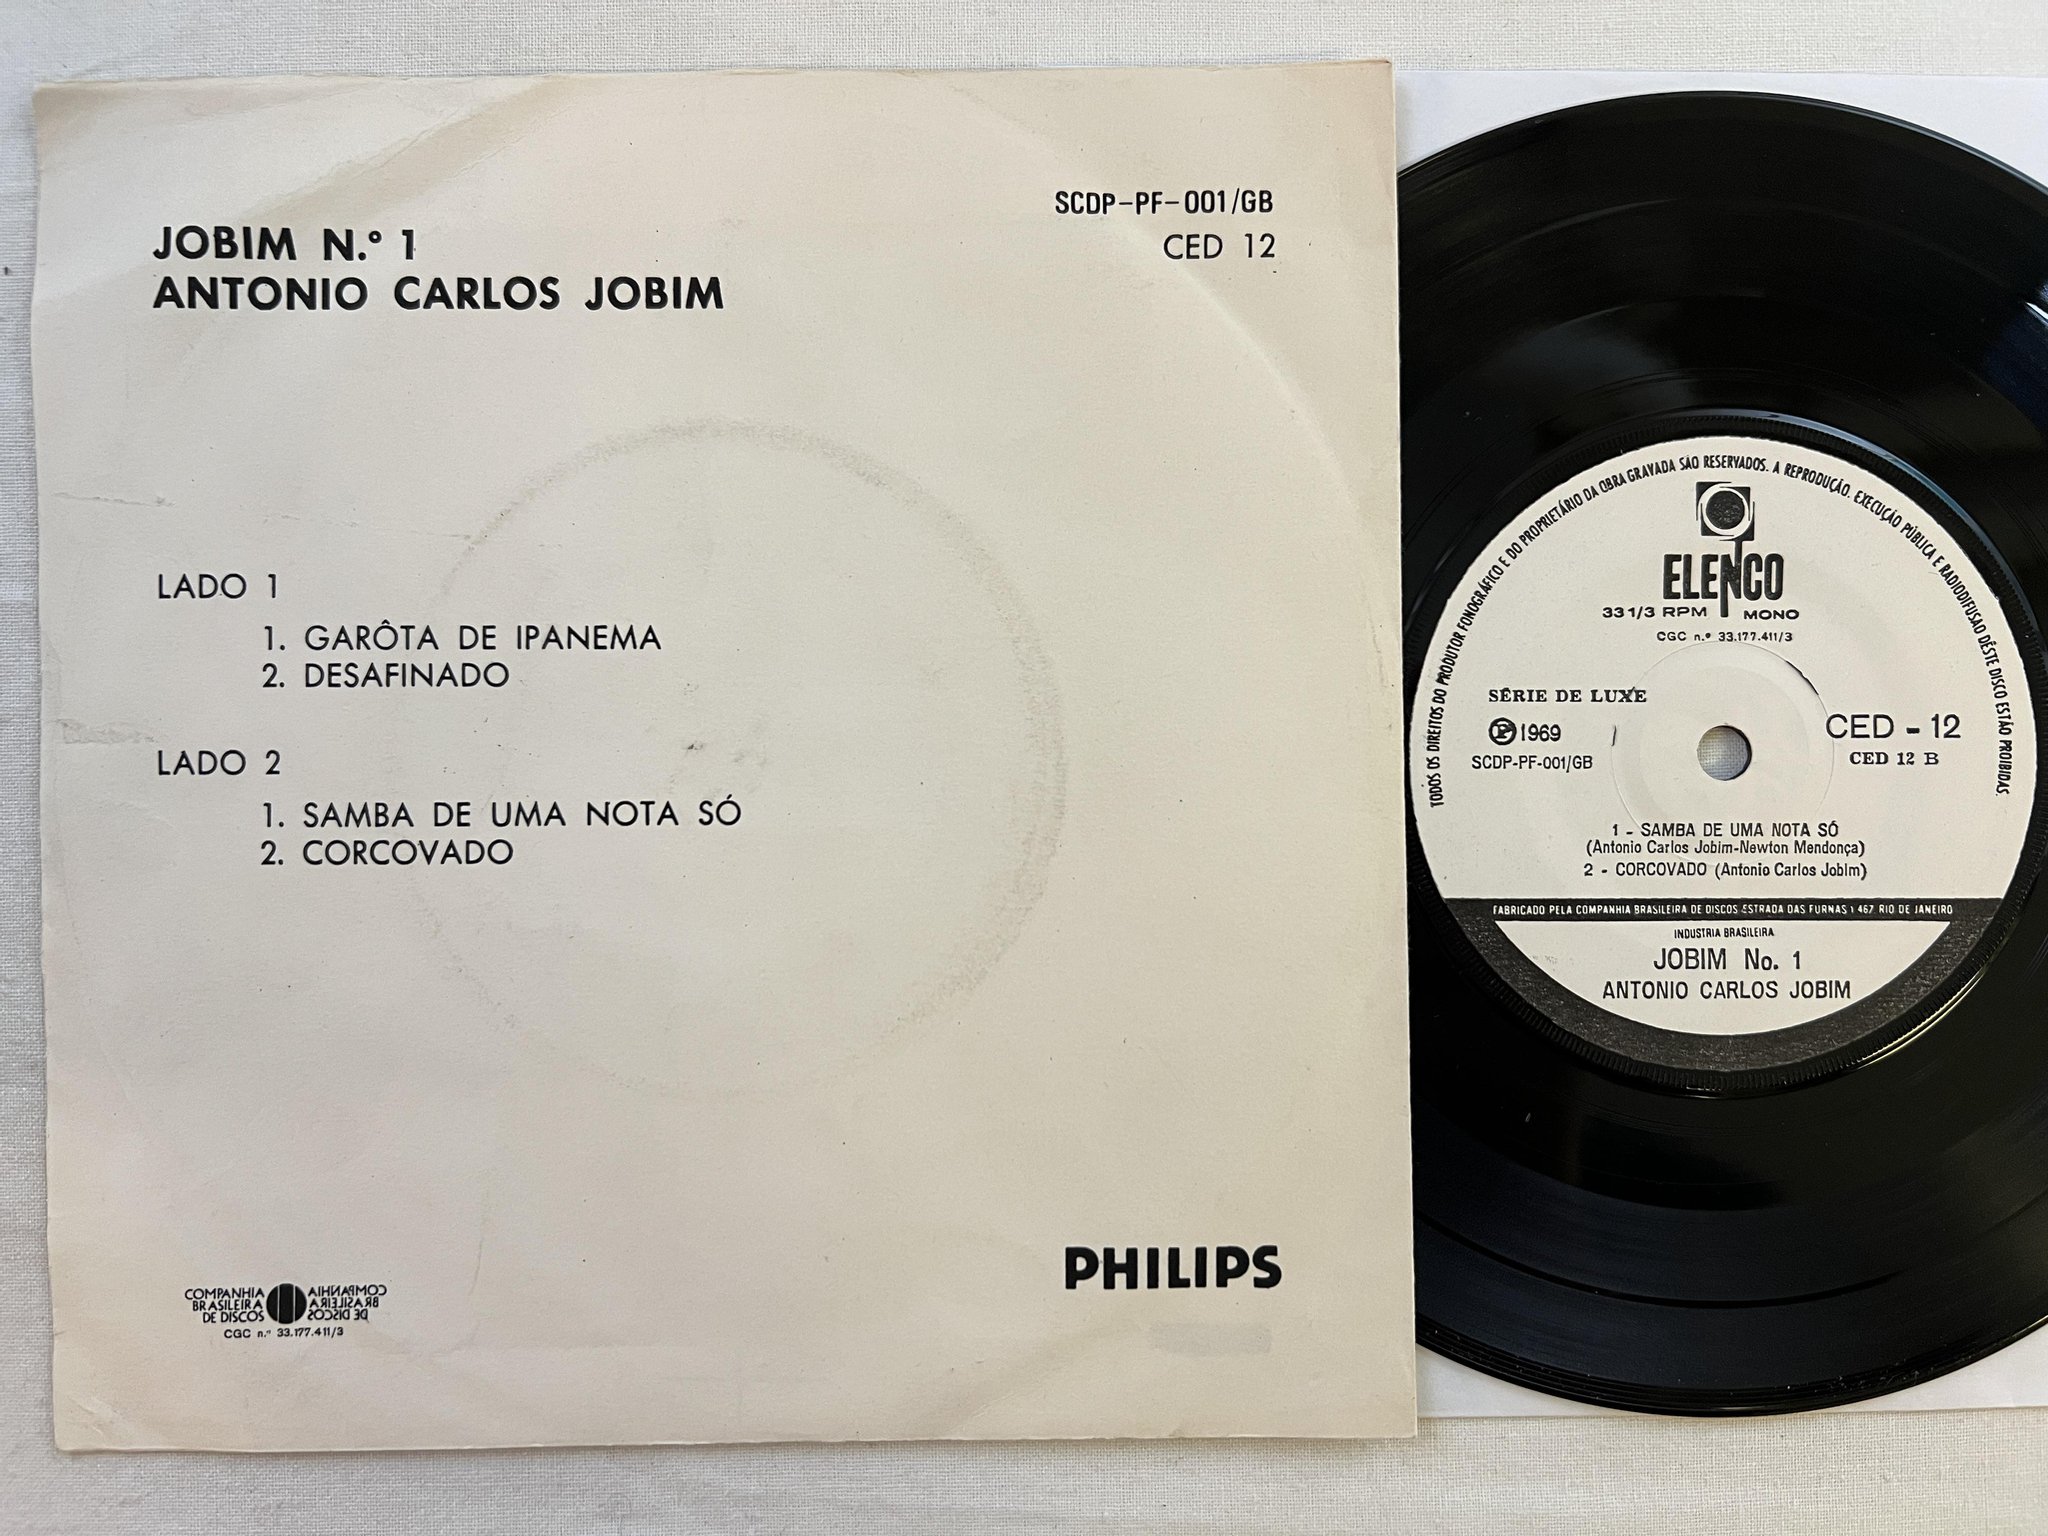 JOBIM N.º 1
ANTONIO CARLOS JOBIM
SCDP-PF-001/GB
CED 12
LADO 1
1. GARÔTA DE IPANEMA
2. DESAFINADO
LADO 2
1. SAMBA DE UMA NOTA SÓ
2. CORCOVADO
COMPANHIA
BRASILEIRA
DE DISCOS
COMPANHIA
BRASILEIRA
DE DISCOS
CGC n.º 33.177.411/3
PHILIPS
TODOS OS DIREITOS DO PRODUTOR FONOGRÁFICO E DO PROPRIETÁRIO DA OBRA GRAVADA SÃO RESERVADOS. A REPRODUÇÃO, EXECUÇÃO PÚBLICA E RADIODIFUSÃO DÊSTE DISCO ESTÃO PROIBIDAS.
ELENCO
33 1/3 RPM MONO
CGC n.º 33.177.411/3
SÉRIE DE LUXE
Ⓟ 1969
SCDP-PF-001/GB
CED - 12
CED 12 B
1 - SAMBA DE UMA NOTA SÓ
(Antonio Carlos Jobim-Newton Mendonça)
2 - CORCOVADO (Antonio Carlos Jobim)
FABRICADO PELA COMPANHIA BRASILEIRA DE DISCOS ESTRADA DAS FURNAS 1 467 RIO DE JANEIRO
INDUSTRIA BRASILEIRA
JOBIM No. 1
ANTONIO CARLOS JOBIM